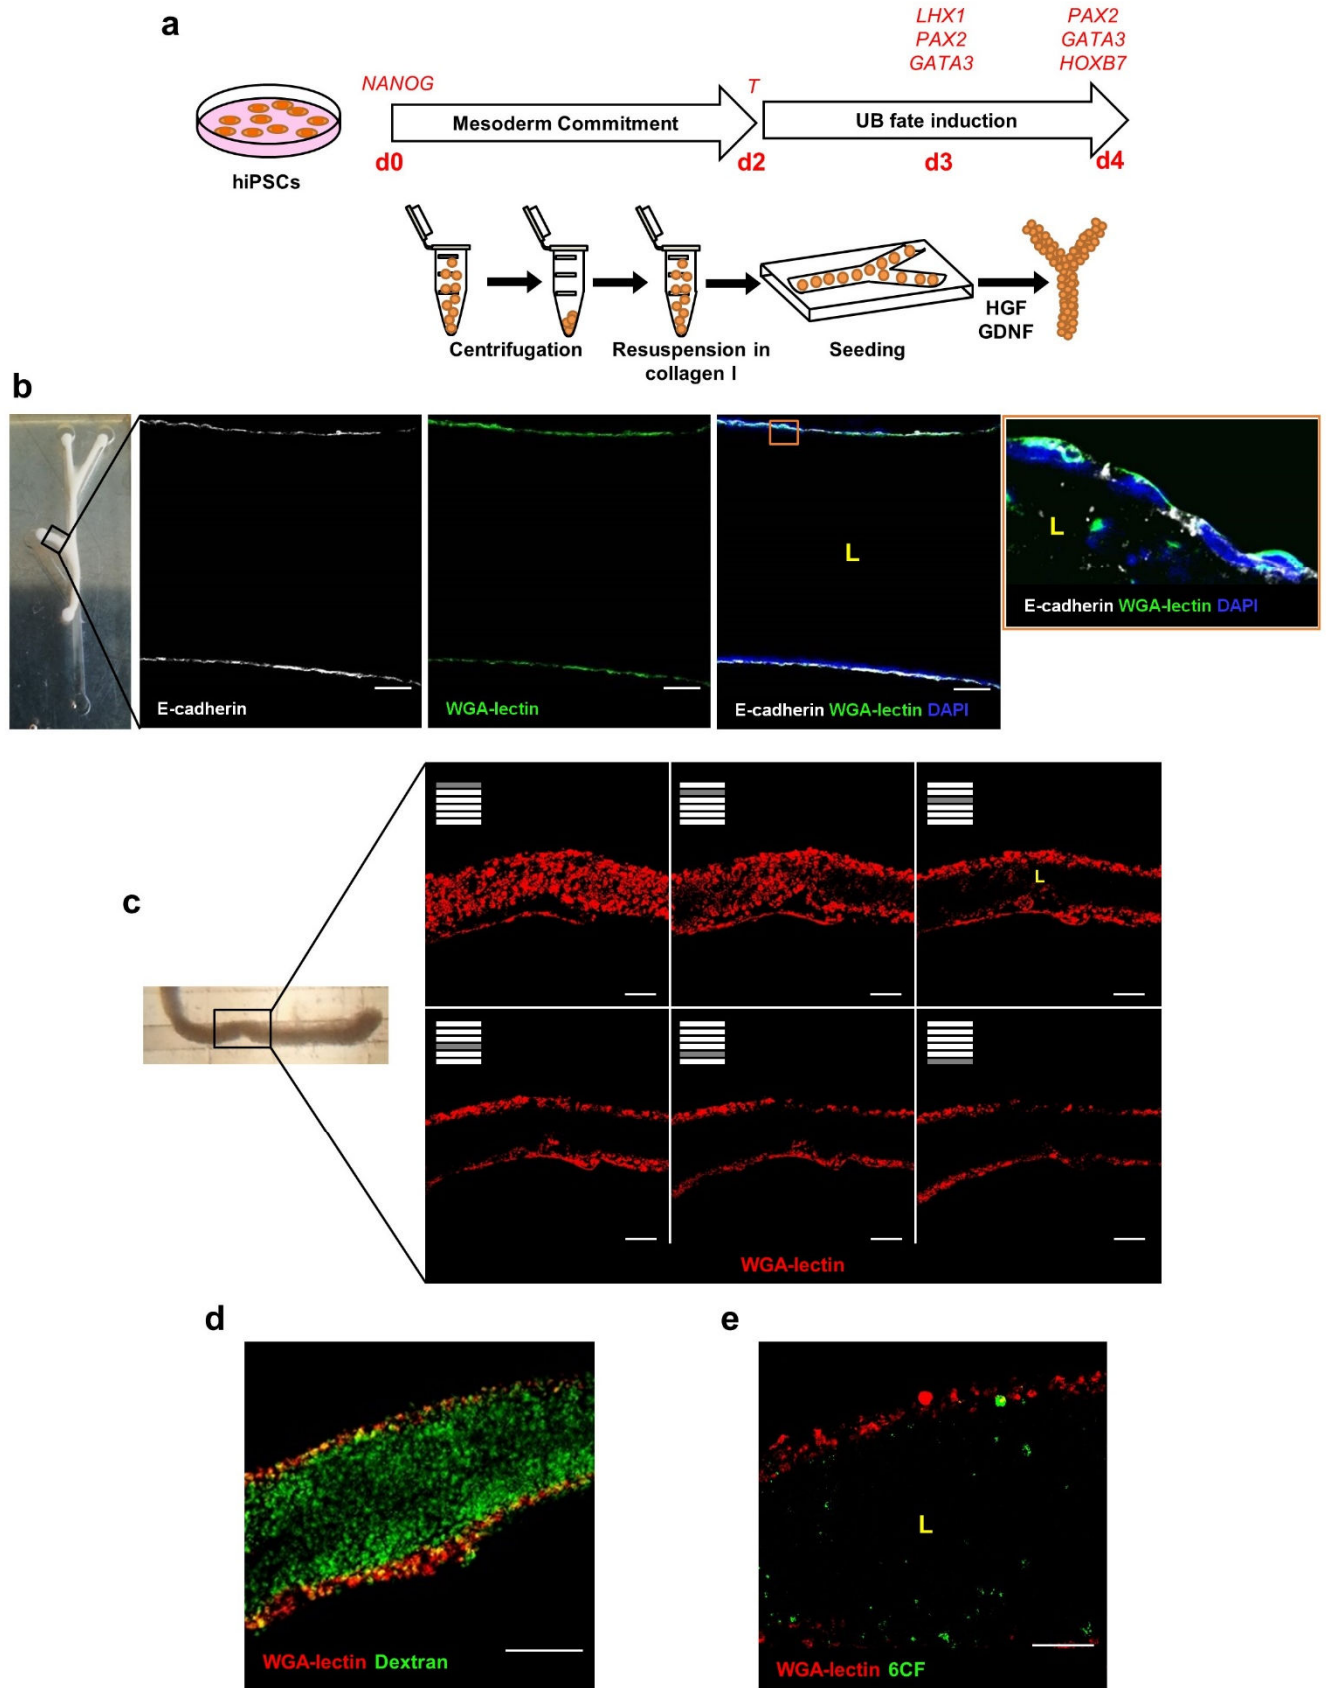 a
LHX1
PAX2
GATA3
PAX2
GATA3
HOXB7
NANOG
T
Mesoderm Commitment
UB fate induction
d0
d2
d3
d4
hiPSCs
HGF
GDNF
Centrifugation
Resuspension in
collagen I
Seeding
b
L
L
E-cadherin
WGA-lectin
E-cadherin WGA-lectin DAPI
E-cadherin WGA-lectin DAPI
c
L
WGA-lectin
d
WGA-lectin Dextran
e
L
WGA-lectin 6CF